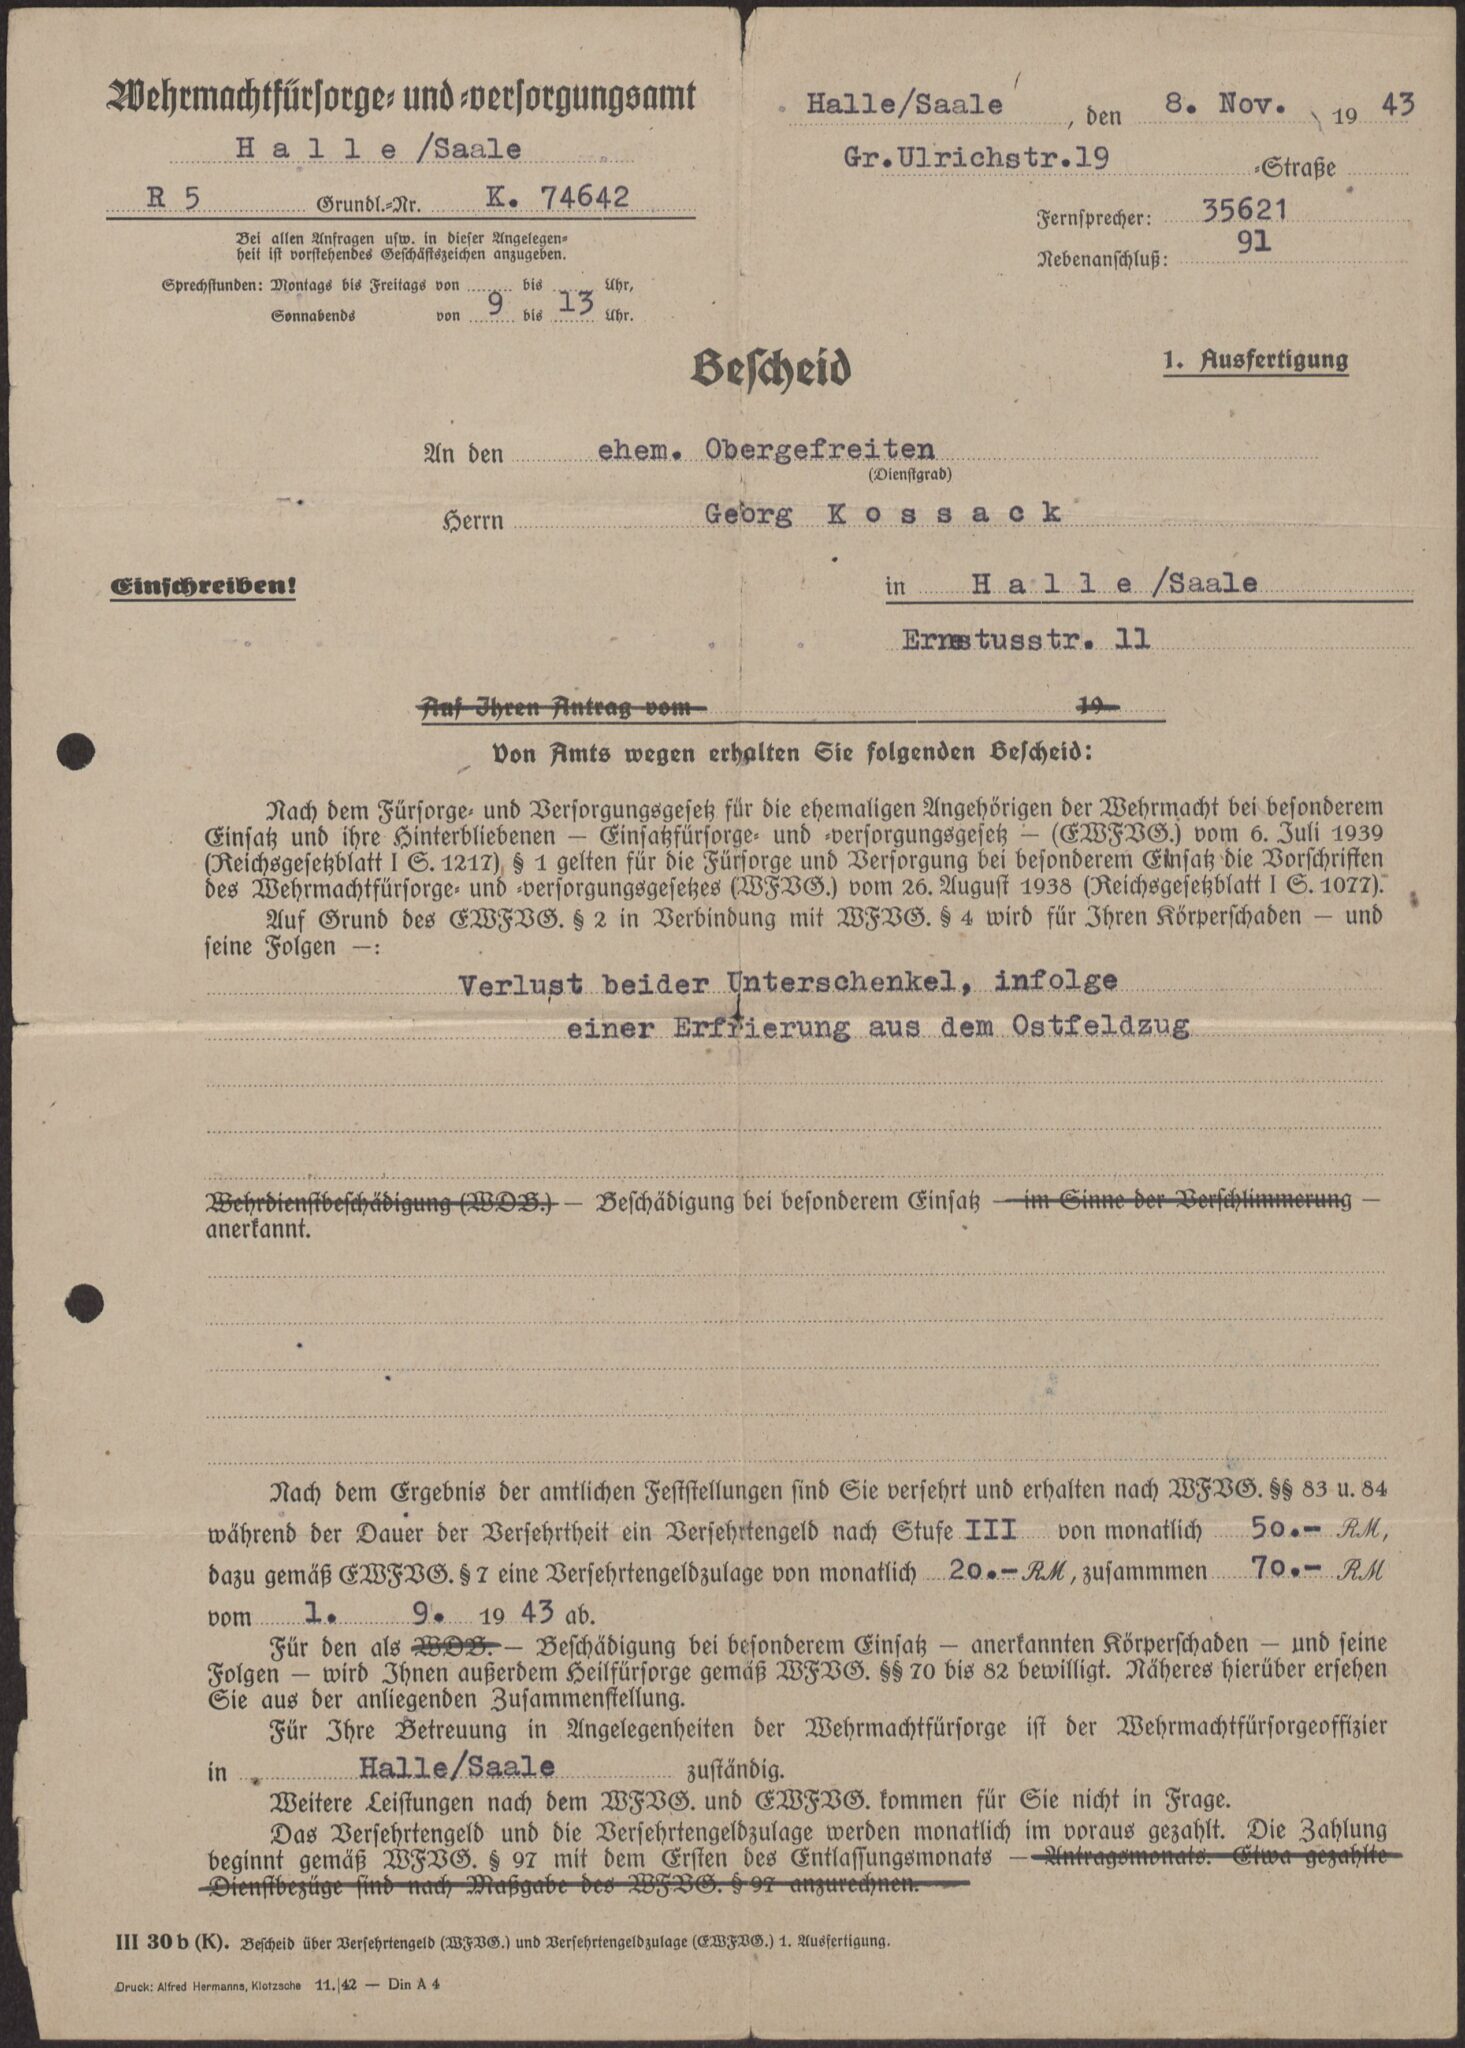 Wehrmachtfürsorge- und -versorgungsamt
Halle/Saale
R 5 Grundl.-Nr. K. 74642
Bei allen Anfragen usw. in dieser Angelegen-
heit ist vorstehendes Geschäftszeichen anzugeben.
Sprechstunden: Montags bis Freitags von bis Uhr,
Sonnabends von 9 bis 13 Uhr.
Halle/Saale, den 8. Nov. 1943
Gr.Ulrichstr.19 -Straße
Fernsprecher: 35621
Nebenanschluß: 91
Bescheid
1. Ausfertigung
An den ehem. Obergefreiten
(Dienstgrad)
Herrn Georg Kossack
Einschreiben!
in Halle/Saale
Ernestusstr. 11
Auf Ihren Antrag vom 19
Von Amts wegen erhalten Sie folgenden Bescheid:
Nach dem Fürsorge- und Versorgungsgesetz für die ehemaligen Angehörigen der Wehrmacht bei besonderem
Einsatz und ihre Hinterbliebenen — Einsatzfürsorge- und -versorgungsgesetz — (EWFVG.) vom 6. Juli 1939
(Reichsgesetzblatt I S. 1217) § 1 gelten für die Fürsorge und Versorgung bei besonderem Einsatz die Vorschriften
des Wehrmachtfürsorge- und -versorgungsgesetzes (WFVG.) vom 26. August 1938 (Reichsgesetzblatt I S. 1077).
Auf Grund des EWFVG. § 2 in Verbindung mit WFVG. § 4 wird für Ihren Körperschaden — und
seine Folgen —:
Verlust beider Unterschenkel, infolge
einer Erfrierung aus dem Ostfeldzug
Wehrdienstbeschädigung (WDB.) — Beschädigung bei besonderem Einsatz — im Sinne der Verschlimmerung —
anerkannt.
Nach dem Ergebnis der amtlichen Feststellungen sind Sie versehrt und erhalten nach WFVG. §§ 83 u. 84
während der Dauer der Versehrtheit ein Versehrtengeld nach Stufe III von monatlich 50.- RM,
dazu gemäß EWFVG. § 7 eine Versehrtengeldzulage von monatlich 20.- RM, zusammmen 70.- RM
vom 1. 9. 1943 ab.
Für den als WDB. — Beschädigung bei besonderem Einsatz — anerkannten Körperschaden — und seine
Folgen — wird Ihnen außerdem Heilfürsorge gemäß WFVG. §§ 70 bis 82 bewilligt. Näheres hierüber ersehen
Sie aus der anliegenden Zusammenstellung.
Für Ihre Betreuung in Angelegenheiten der Wehrmachtfürsorge ist der Wehrmachtfürsorgeoffizier
in Halle/Saale zuständig.
Weitere Leistungen nach dem WFVG. und EWFVG. kommen für Sie nicht in Frage.
Das Versehrtengeld und die Versehrtengeldzulage werden monatlich im voraus gezahlt. Die Zahlung
beginnt gemäß WFVG. § 97 mit dem Ersten des Entlassungsmonats — Antragsmonats. Etwa gezahlte
Dienstbezüge sind nach Maßgabe des WFVG. § 97 anzurechnen.
III 30 b (K). Bescheid über Versehrtengeld (WFVG.) und Versehrtengeldzulage (EWFVG.) 1. Ausfertigung.
Druck: Alfred Hermanns, Klotzsche 11./42 — Din A 4